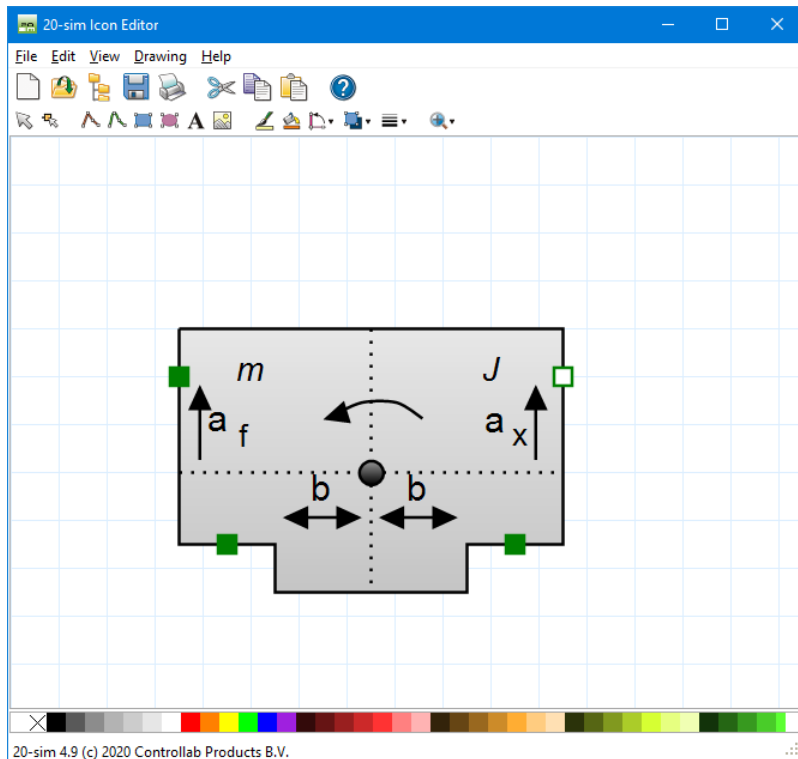 20-sim Icon Editor
File Edit View Drawing Help
A
m J
a f a x
b b
20-sim 4.9 (c) 2020 Controllab Products B.V.